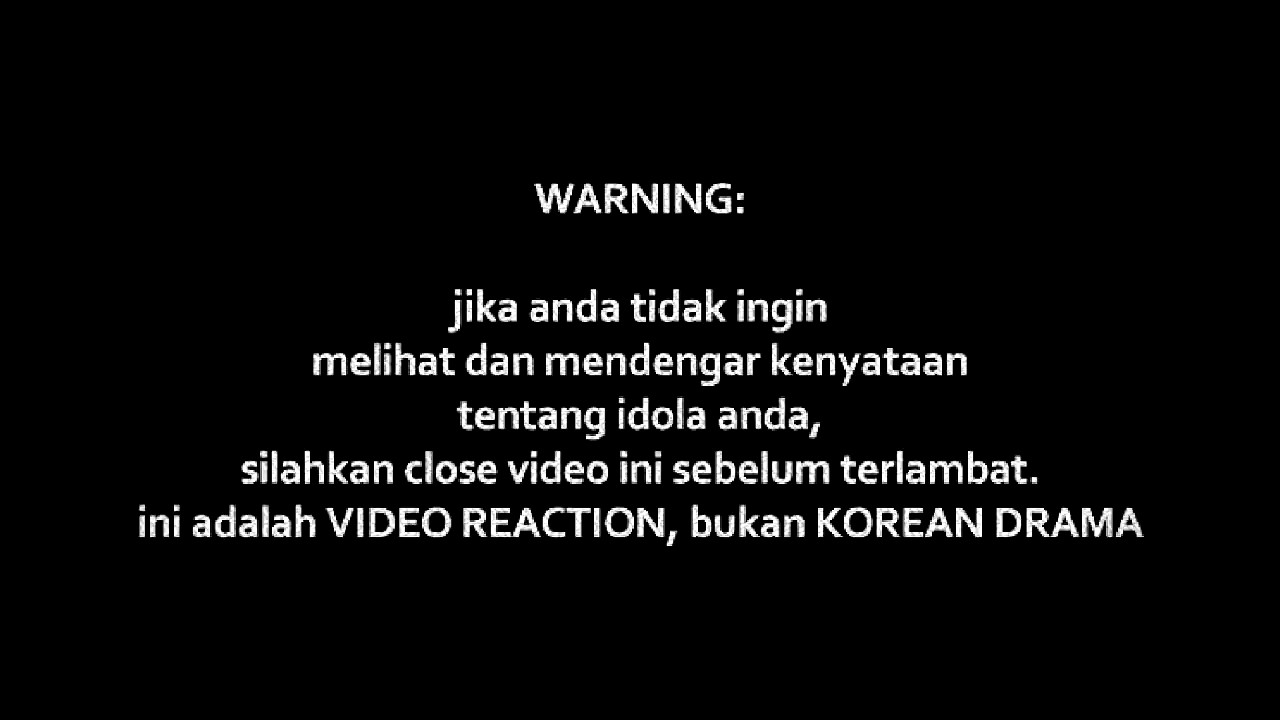 WARNING:
jika anda tidak ingin
melihat dan mendengar kenyataan
tentang idola anda,
silahkan close video ini sebelum terlambat.
ini adalah VIDEO REACTION, bukan KOREAN DRAMA